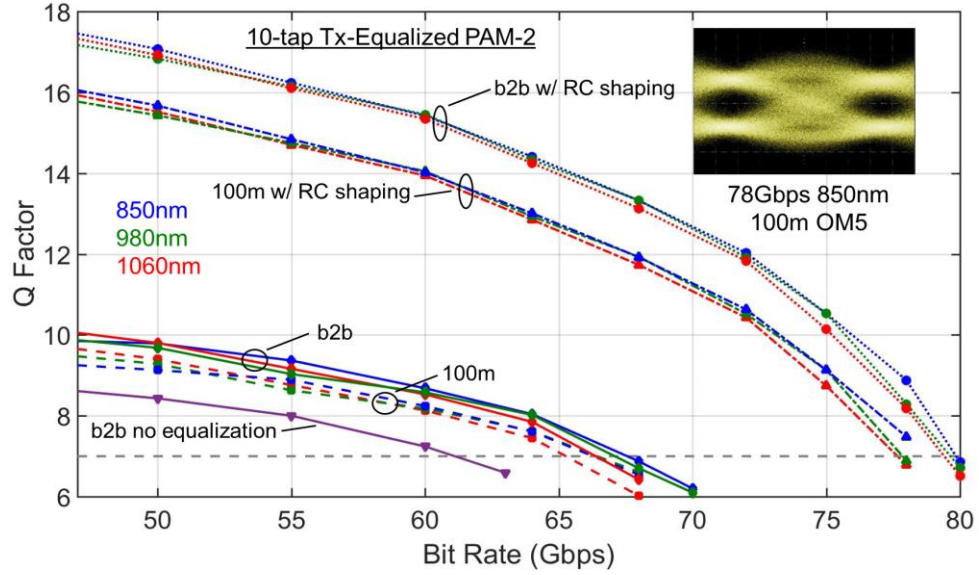 10-tap Tx-Equalized PAM-2
b2b w/ RC shaping
100m w/ RC shaping
78Gbps 850nm
100m OM5
850nm
980nm
1060nm
b2b
100m
b2b no equalization
Q Factor
18
16
14
12
10
8
6
50 55 60 65 70 75 80
Bit Rate (Gbps)